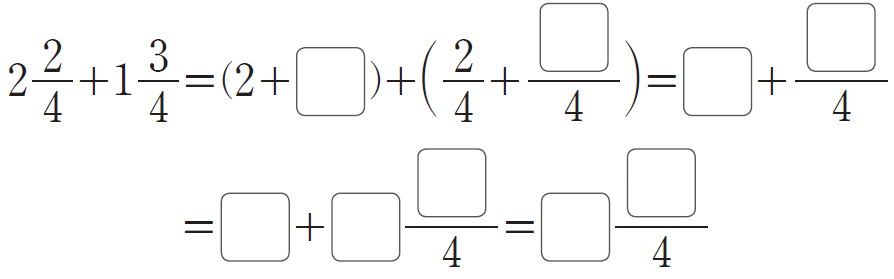 2 2/4 + 1 3/4 = (2 + □) + (2/4 + □/4) = □ + □/4
= □ + □ □/4 = □ □/4